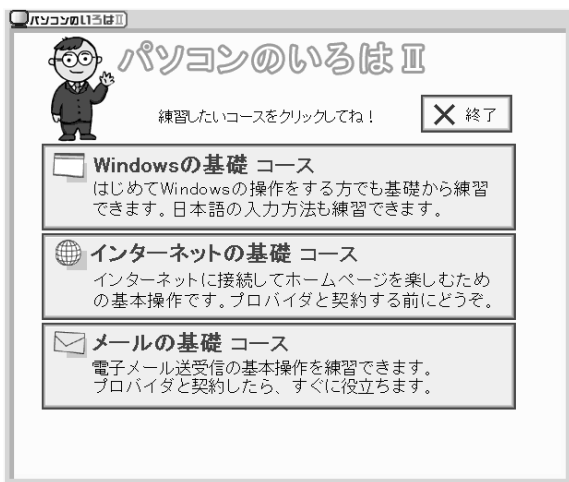 パソコンのいろはⅡ
パソコンのいろはⅡ
練習したいコースをクリックしてね！
終了
Windowsの基礎 コース
はじめてWindowsの操作をする方でも基礎から練習
できます。日本語の入力方法も練習できます。
インターネットの基礎 コース
インターネットに接続してホームページを楽しむため
の基本操作です。プロバイダと契約する前にどうぞ。
メールの基礎 コース
電子メール送受信の基本操作を練習できます。
プロバイダと契約したら、すぐに役立ちます。